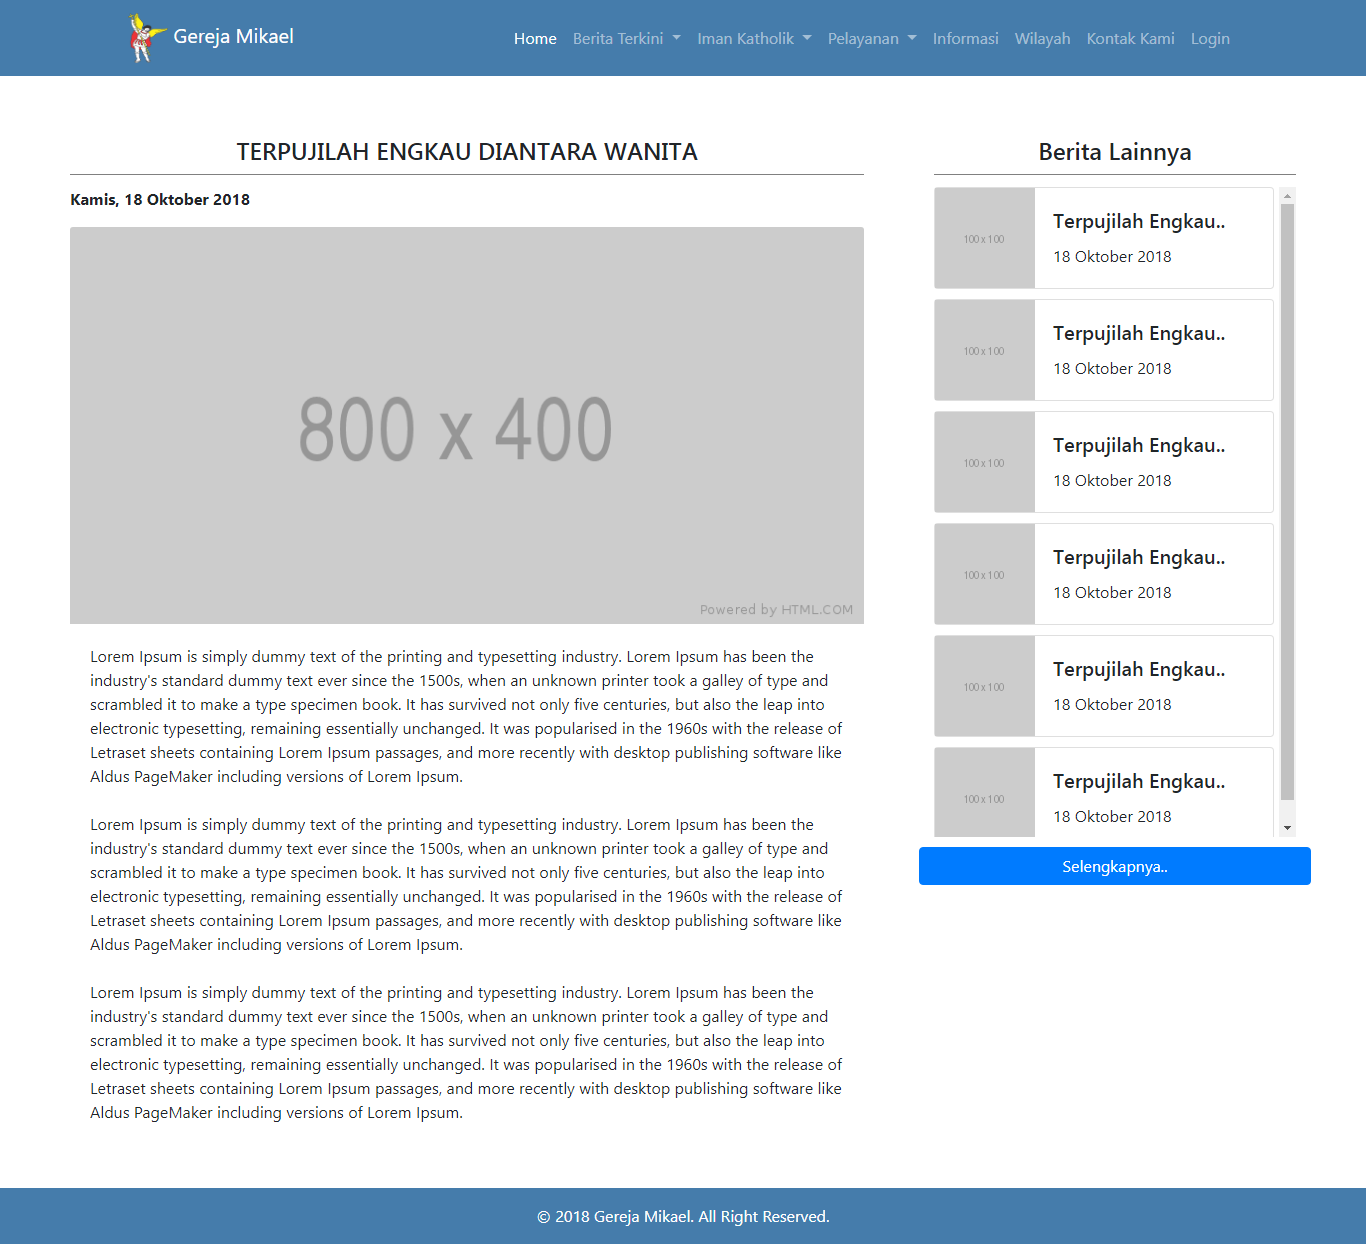 Gereja Mikael
Home Berita Terkini Iman Katholik Pelayanan Informasi Wilayah Kontak Kami Login
TERPUJILAH ENGKAU DIANTARA WANITA
Kamis, 18 Oktober 2018
800 x 400
Powered by HTML.COM
Lorem Ipsum is simply dummy text of the printing and typesetting industry. Lorem Ipsum has been the
industry's standard dummy text ever since the 1500s, when an unknown printer took a galley of type and
scrambled it to make a type specimen book. It has survived not only five centuries, but also the leap into
electronic typesetting, remaining essentially unchanged. It was popularised in the 1960s with the release of
Letraset sheets containing Lorem Ipsum passages, and more recently with desktop publishing software like
Aldus PageMaker including versions of Lorem Ipsum.
Lorem Ipsum is simply dummy text of the printing and typesetting industry. Lorem Ipsum has been the
industry's standard dummy text ever since the 1500s, when an unknown printer took a galley of type and
scrambled it to make a type specimen book. It has survived not only five centuries, but also the leap into
electronic typesetting, remaining essentially unchanged. It was popularised in the 1960s with the release of
Letraset sheets containing Lorem Ipsum passages, and more recently with desktop publishing software like
Aldus PageMaker including versions of Lorem Ipsum.
Lorem Ipsum is simply dummy text of the printing and typesetting industry. Lorem Ipsum has been the
industry's standard dummy text ever since the 1500s, when an unknown printer took a galley of type and
scrambled it to make a type specimen book. It has survived not only five centuries, but also the leap into
electronic typesetting, remaining essentially unchanged. It was popularised in the 1960s with the release of
Letraset sheets containing Lorem Ipsum passages, and more recently with desktop publishing software like
Aldus PageMaker including versions of Lorem Ipsum.
Berita Lainnya
100 x 100
Terpujilah Engkau..
18 Oktober 2018
100 x 100
Terpujilah Engkau..
18 Oktober 2018
100 x 100
Terpujilah Engkau..
18 Oktober 2018
100 x 100
Terpujilah Engkau..
18 Oktober 2018
100 x 100
Terpujilah Engkau..
18 Oktober 2018
100 x 100
Terpujilah Engkau..
18 Oktober 2018
Selengkapnya..
© 2018 Gereja Mikael. All Right Reserved.